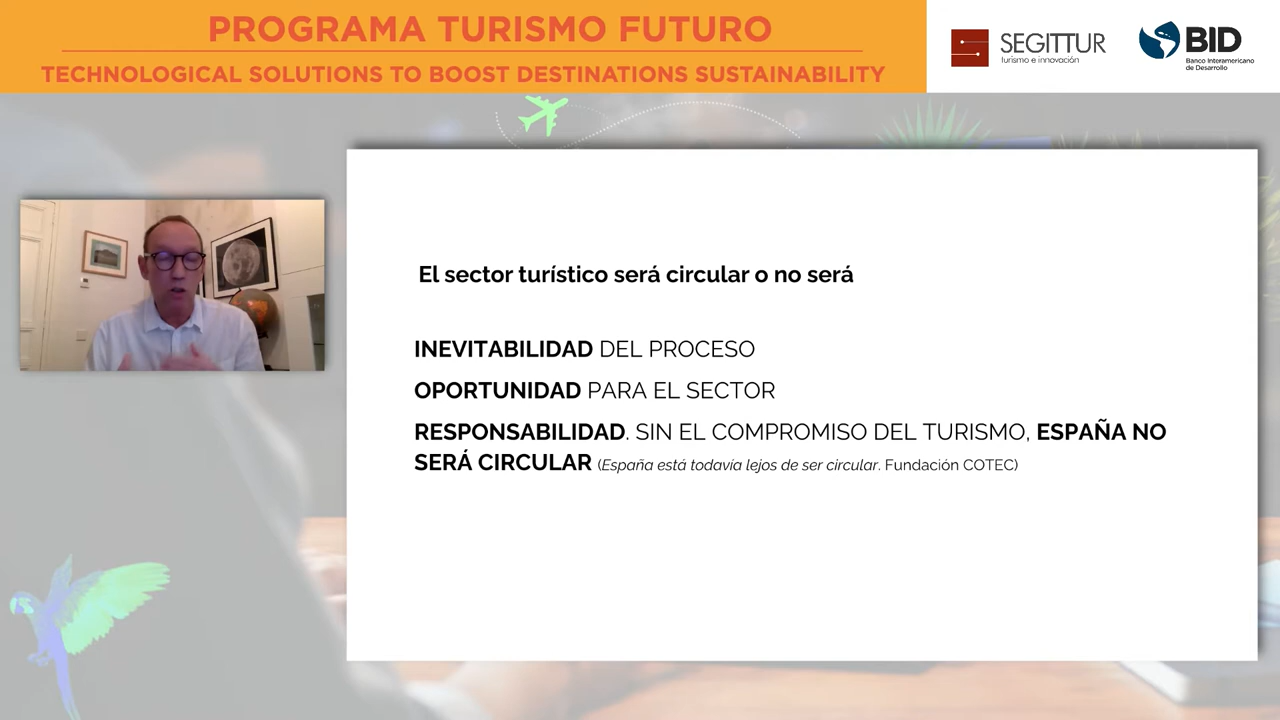 PROGRAMA TURISMO FUTURO
TECHNOLOGICAL SOLUTIONS TO BOOST DESTINATIONS SUSTAINABILITY
SEGITTUR
turismo e innovación
BID
Banco Interamericano
de Desarrollo
El sector turístico será circular o no será
INEVITABILIDAD DEL PROCESO
OPORTUNIDAD PARA EL SECTOR
RESPONSABILIDAD. SIN EL COMPROMISO DEL TURISMO, ESPAÑA NO
SERÁ CIRCULAR (España está todavía lejos de ser circular. Fundación COTEC)